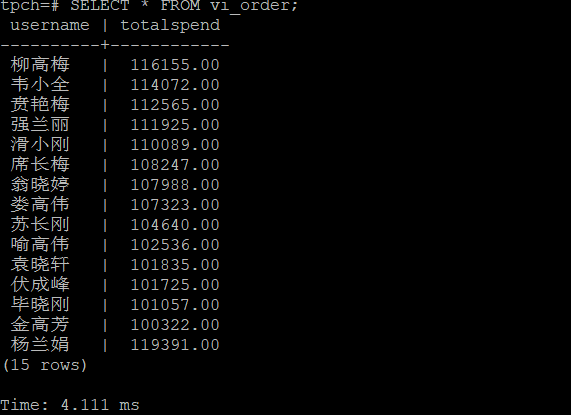 tpch=# SELECT * FROM vi_order;
 username | totalspend
----------+------------
 柳高梅   |  116155.00
 韦小全   |  114072.00
 贲艳梅   |  112565.00
 强兰丽   |  111925.00
 滑小刚   |  110089.00
 席长梅   |  108247.00
 翁晓婷   |  107988.00
 娄高伟   |  107323.00
 苏长刚   |  104640.00
 喻高伟   |  102536.00
 袁晓轩   |  101835.00
 伏成峰   |  101725.00
 毕晓刚   |  101057.00
 金高芳   |  100322.00
 杨兰娟   |  119391.00
(15 rows)
Time: 4.111 ms